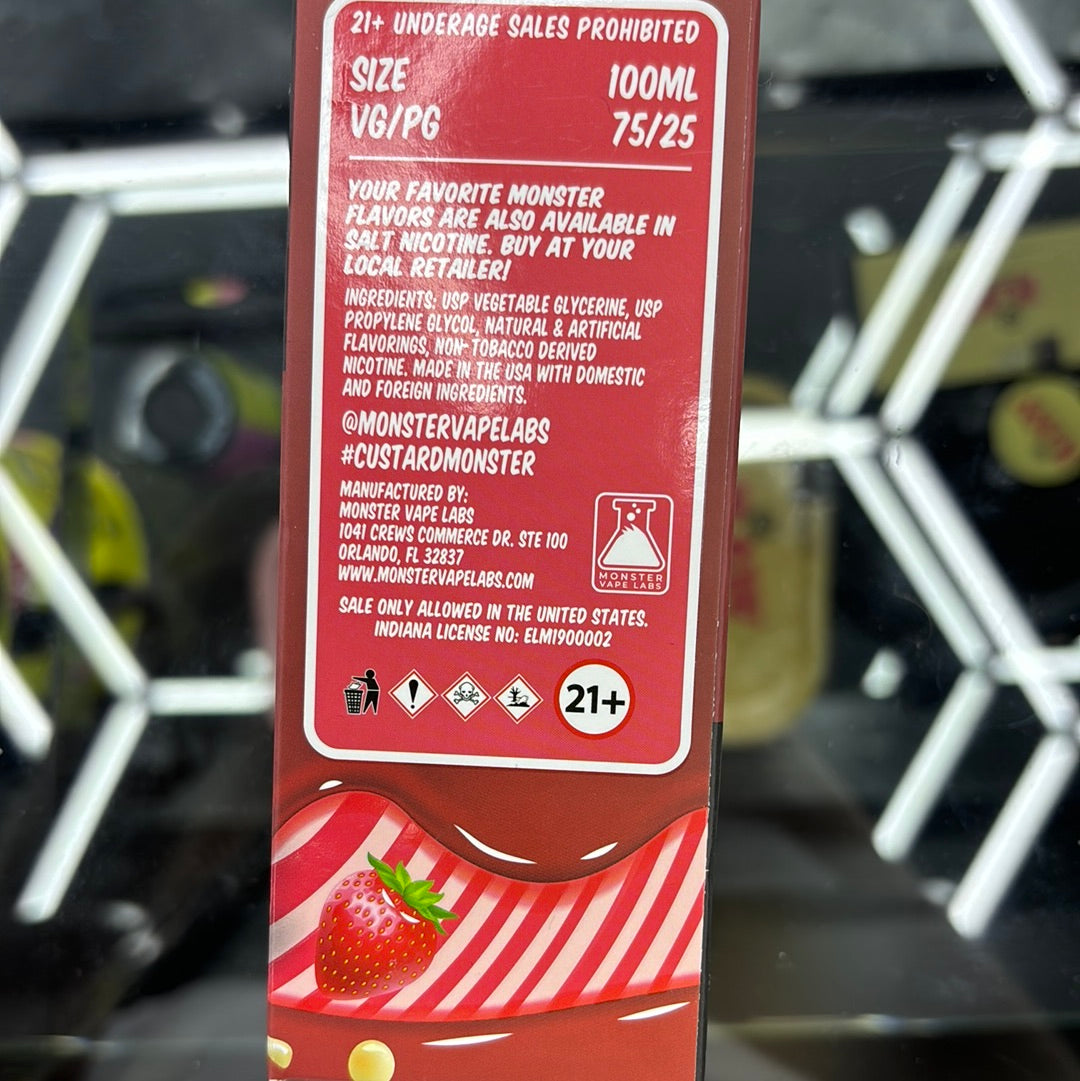 21+ UNDERAGE SALES PROHIBITED
SIZE 100ML
VG/PG 75/25
YOUR FAVORITE MONSTER
FLAVORS ARE ALSO AVAILABLE IN
SALT NICOTINE. BUY AT YOUR
LOCAL RETAILER!
INGREDIENTS: USP VEGETABLE GLYCERINE, USP
PROPYLENE GLYCOL, NATURAL & ARTIFICIAL
FLAVORINGS, NON-TOBACCO DERIVED
NICOTINE. MADE IN THE USA WITH DOMESTIC
AND FOREIGN INGREDIENTS.
@MONSTERVAPELABS
#CUSTARDMONSTER
MANUFACTURED BY:
MONSTER VAPE LABS
1041 CREWS COMMERCE DR. STE 100
ORLANDO, FL 32837
WWW.MONSTERVAPELABS.COM
MONSTER
VAPE LABS
SALE ONLY ALLOWED IN THE UNITED STATES.
INDIANA LICENSE NO: ELM1900002
21+